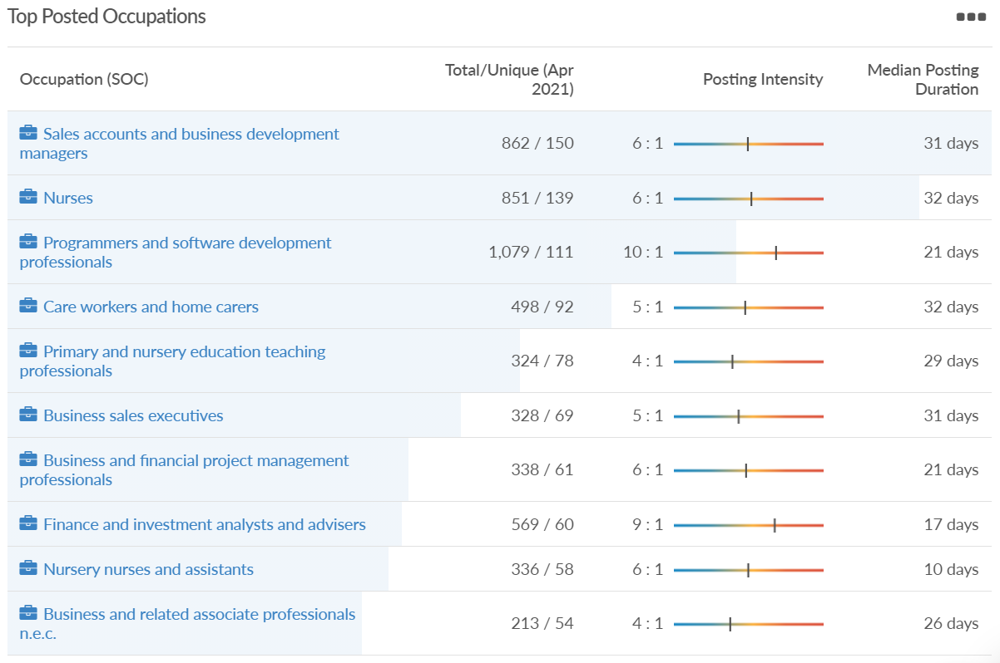 Top Posted Occupations
Occupation (SOC)
Total/Unique (Apr
2021)
Posting Intensity
Median Posting
Duration
Sales accounts and business development
managers
862 / 150
6 : 1
31 days
Nurses
851 / 139
6 : 1
32 days
Programmers and software development
professionals
1,079 / 111
10 : 1
21 days
Care workers and home carers
498 / 92
5 : 1
32 days
Primary and nursery education teaching
professionals
324 / 78
4 : 1
29 days
Business sales executives
328 / 69
5 : 1
31 days
Business and financial project management
professionals
338 / 61
6 : 1
21 days
Finance and investment analysts and advisers
569 / 60
9 : 1
17 days
Nursery nurses and assistants
336 / 58
6 : 1
10 days
Business and related associate professionals
n.e.c.
213 / 54
4 : 1
26 days